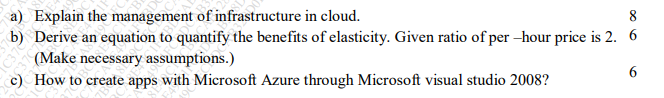 a) Explain the management of infrastructure in cloud. 8
b) Derive an equation to quantify the benefits of elasticity. Given ratio of per –hour price is 2. 6
(Make necessary assumptions.)
c) How to create apps with Microsoft Azure through Microsoft visual studio 2008? 6